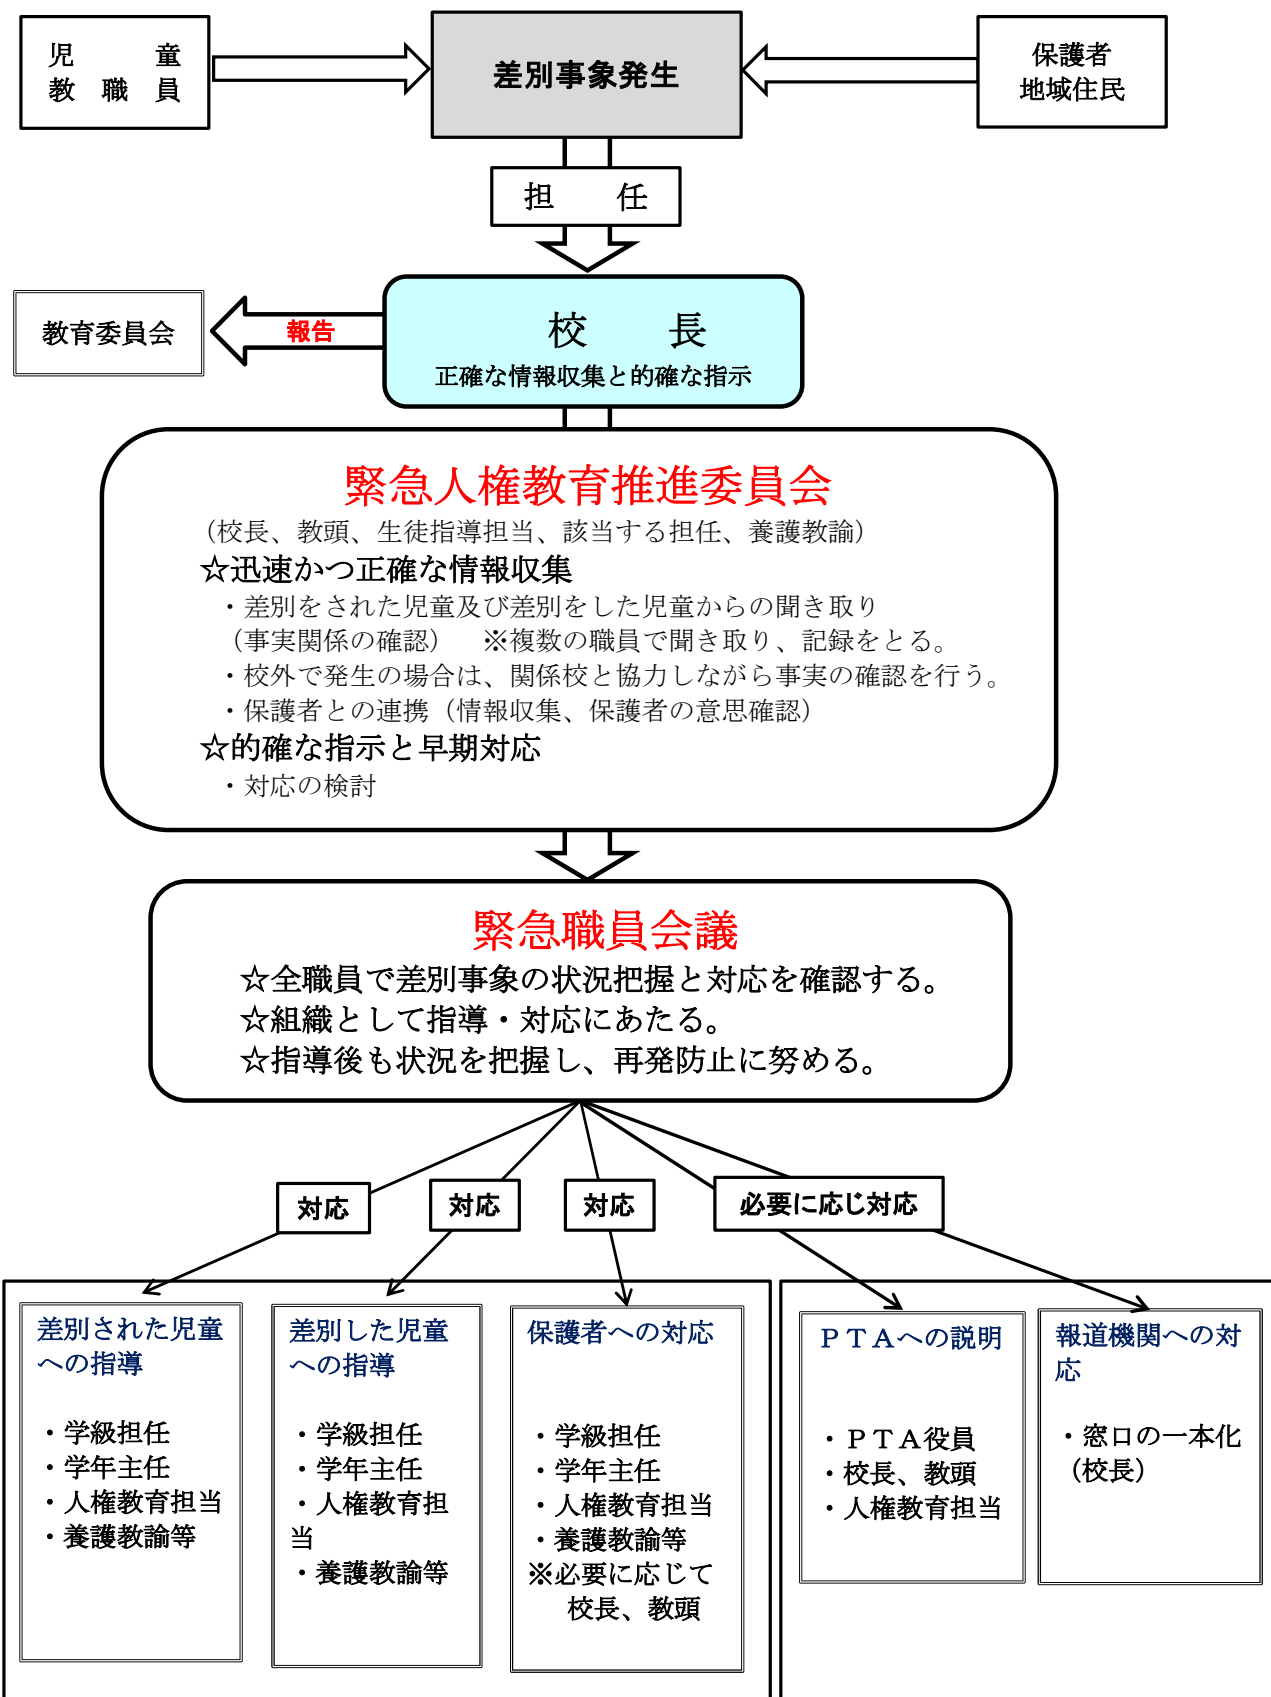 児　　童
教　職　員
差別事象発生
保護者
地域住民
担　　任
教育委員会
報告
校　　長
正確な情報収集と的確な指示
緊急人権教育推進委員会
（校長、教頭、生徒指導担当、該当する担任、養護教諭）
☆迅速かつ正確な情報収集
・差別をされた児童及び差別をした児童からの聞き取り
（事実関係の確認）　※複数の職員で聞き取り、記録をとる。
・校外で発生の場合は、関係校と協力しながら事実の確認を行う。
・保護者との連携（情報収集、保護者の意思確認）
☆的確な指示と早期対応
・対応の検討
緊急職員会議
☆全職員で差別事象の状況把握と対応を確認する。
☆組織として指導・対応にあたる。
☆指導後も状況を把握し、再発防止に努める。
対応
対応
対応
必要に応じ対応
差別された児童
への指導
・学級担任
・学年主任
・人権教育担当
・養護教諭等
差別した児童
への指導
・学級担任
・学年主任
・人権教育担
当
・養護教諭等
保護者への対応
・学級担任
・学年主任
・人権教育担当
・養護教諭等
※必要に応じて
校長、教頭
ＰＴＡへの説明
・ＰＴＡ役員
・校長、教頭
・人権教育担当
報道機関への対
応
・窓口の一本化
（校長）